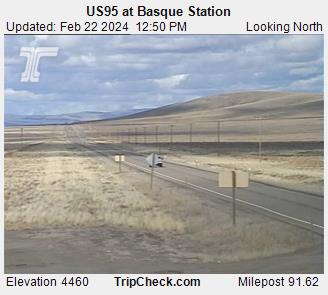 US95 at Basque Station
Updated: Feb 22 2024 12:50 PM Looking North
Elevation 4460 TripCheck.com Milepost 91.62